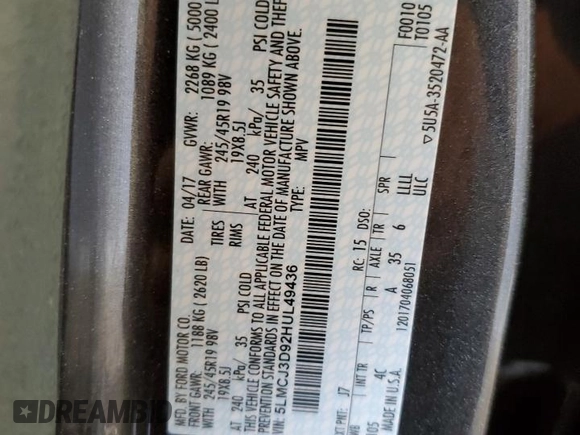 MFD. BY FORD MOTOR CO.
DATE: 04/17 GVWR: 2268 KG ( 5000
FRONT GAWR: 1188 KG ( 2620 LB) REAR GAWR: 1089 KG ( 2400 L
WITH 245/45R19 98V TIRES WITH 245/45R19 98V
19X8.5J RIMS 19X8.5J
AT 240 kPa/ 35 PSI COLD AT 240 kPa/ 35 PSI COLD
THIS VEHICLE CONFORMS TO ALL APPLICABLE FEDERAL MOTOR VEHICLE SAFETY AND THEF
PREVENTION STANDARDS IN EFFECT ON THE DATE OF MANUFACTURE SHOWN ABOVE.
VIN: 5LMCJ3D92HUL49436
TYPE: MPV
F0010
T0105
EXT PNT: J7 RC: 15 DSO:
WB INT TR TP/PS R AXLE TR SPR
105 4C A 35 6 LLLL
ULC
MADE IN U.S.A. 1201704068051
▽5U5A-3520472-AA
DREAMBID